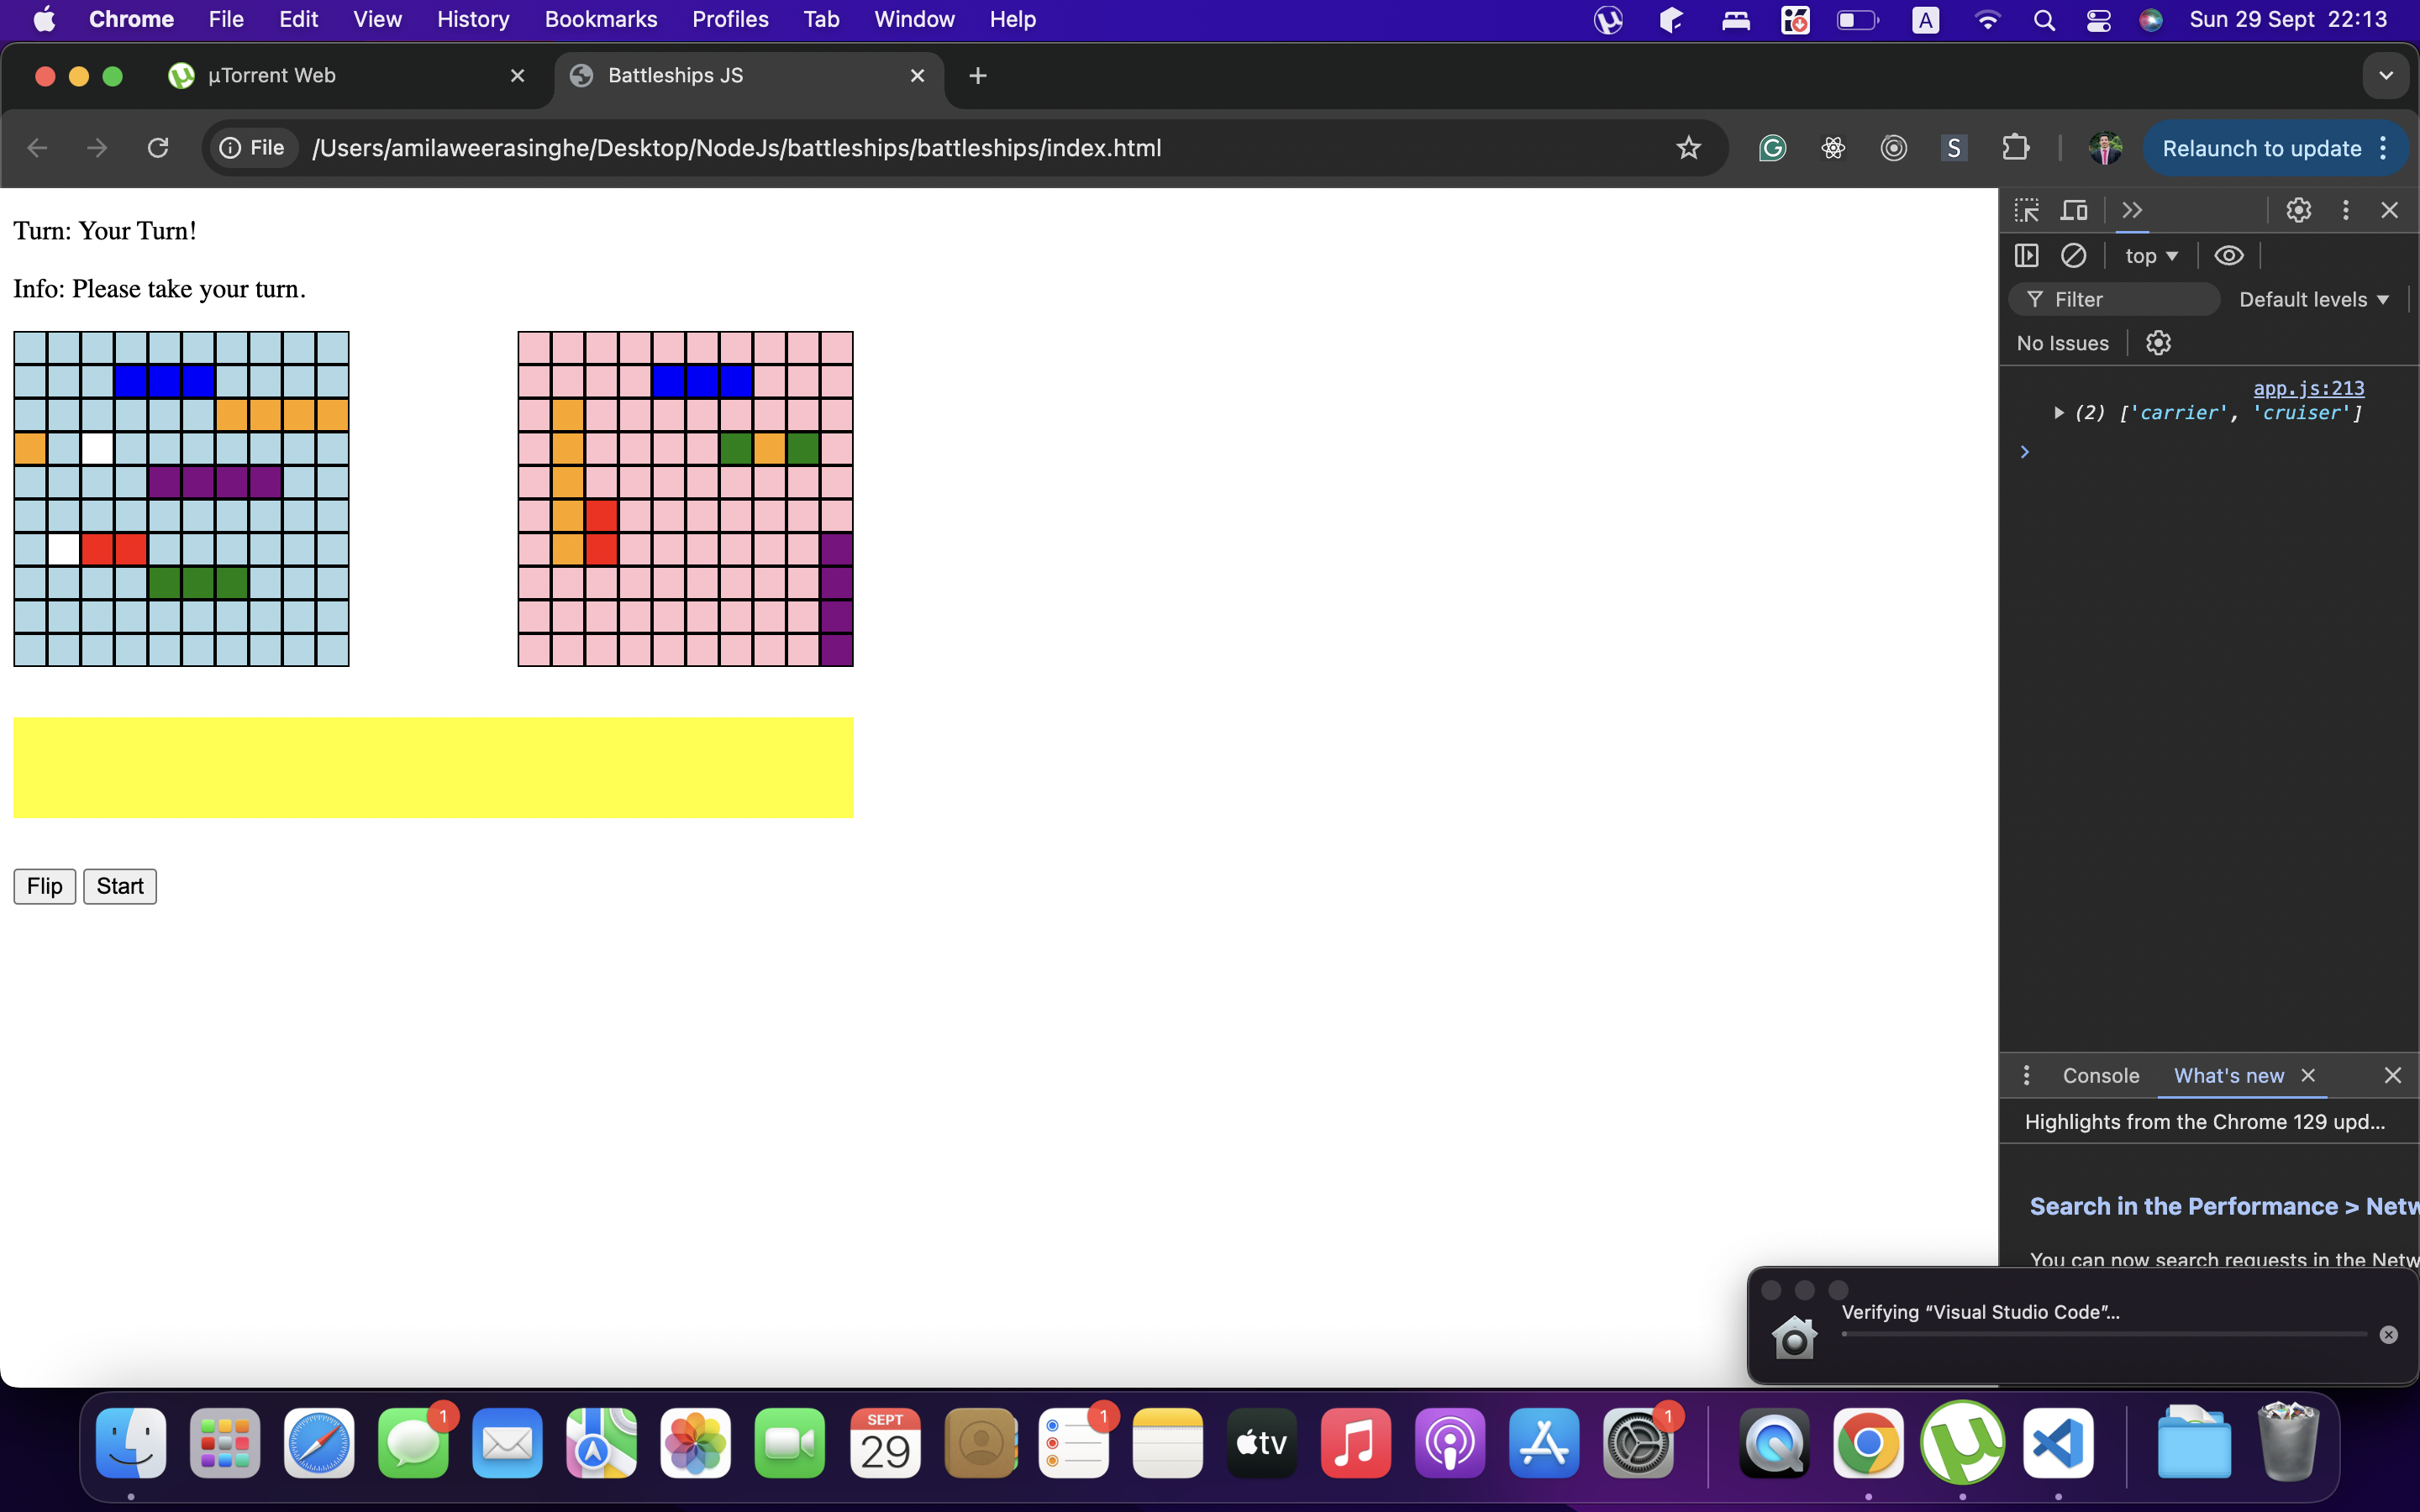 Chrome File Edit View History Bookmarks Profiles Tab Window Help A Sun 29 Sept 22:13
µTorrent Web Battleships JS
File /Users/amilaweerasinghe/Desktop/NodeJs/battleships/battleships/index.html S Relaunch to update
Turn: Your Turn!
Info: Please take your turn.
Flip Start
top
Filter Default levels
No Issues
app.js:213
(2) ['carrier', 'cruiser']
Console What's new
Highlights from the Chrome 129 upd...
Search in the Performance > Netw
You can now search requests in the Netw
Verifying “Visual Studio Code”...
1 SEPT 29 1 tv 1